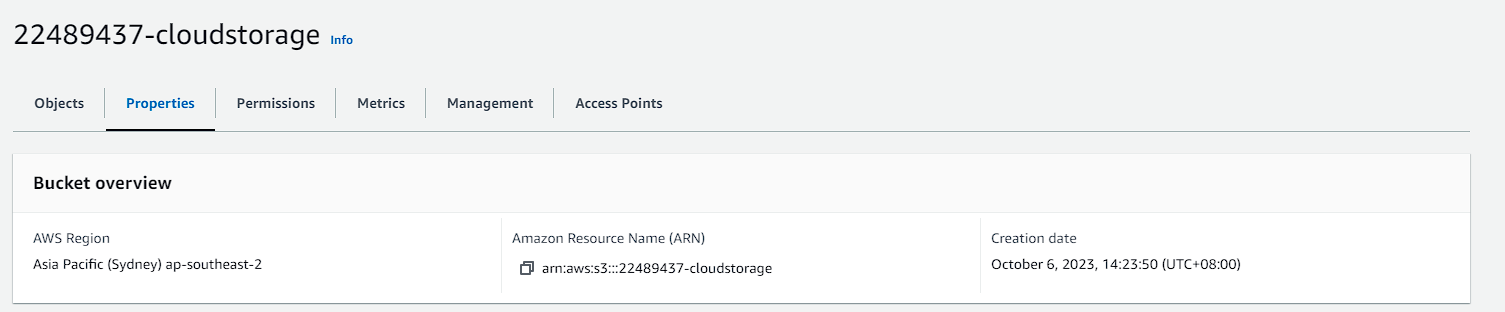 22489437-cloudstorage Info
Objects Properties Permissions Metrics Management Access Points
Bucket overview
AWS Region
Asia Pacific (Sydney) ap-southeast-2
Amazon Resource Name (ARN)
arn:aws:s3:::22489437-cloudstorage
Creation date
October 6, 2023, 14:23:50 (UTC+08:00)